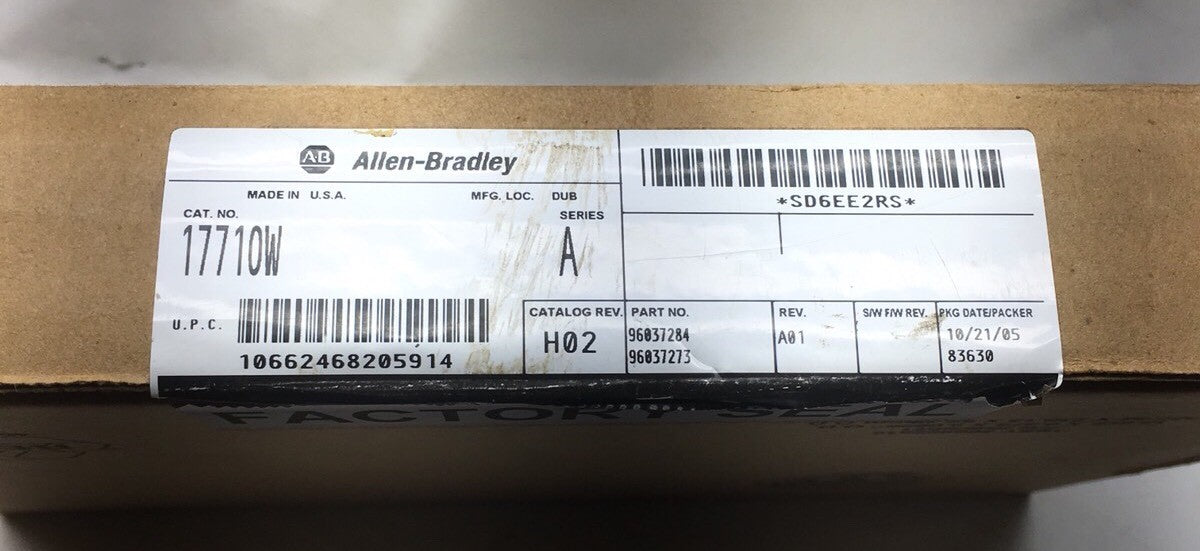 AB Allen-Bradley
MADE IN U.S.A. MFG. LOC. DUB
CAT. NO. SERIES
1771OW A
U.P.C.
10662468205914
*SD6EE2RS*
CATALOG REV. PART NO. REV. S/W F/W REV. PKG DATE/PACKER
H02 96037284 A01 10/21/05
96037273 83630
FACTORY SEAL